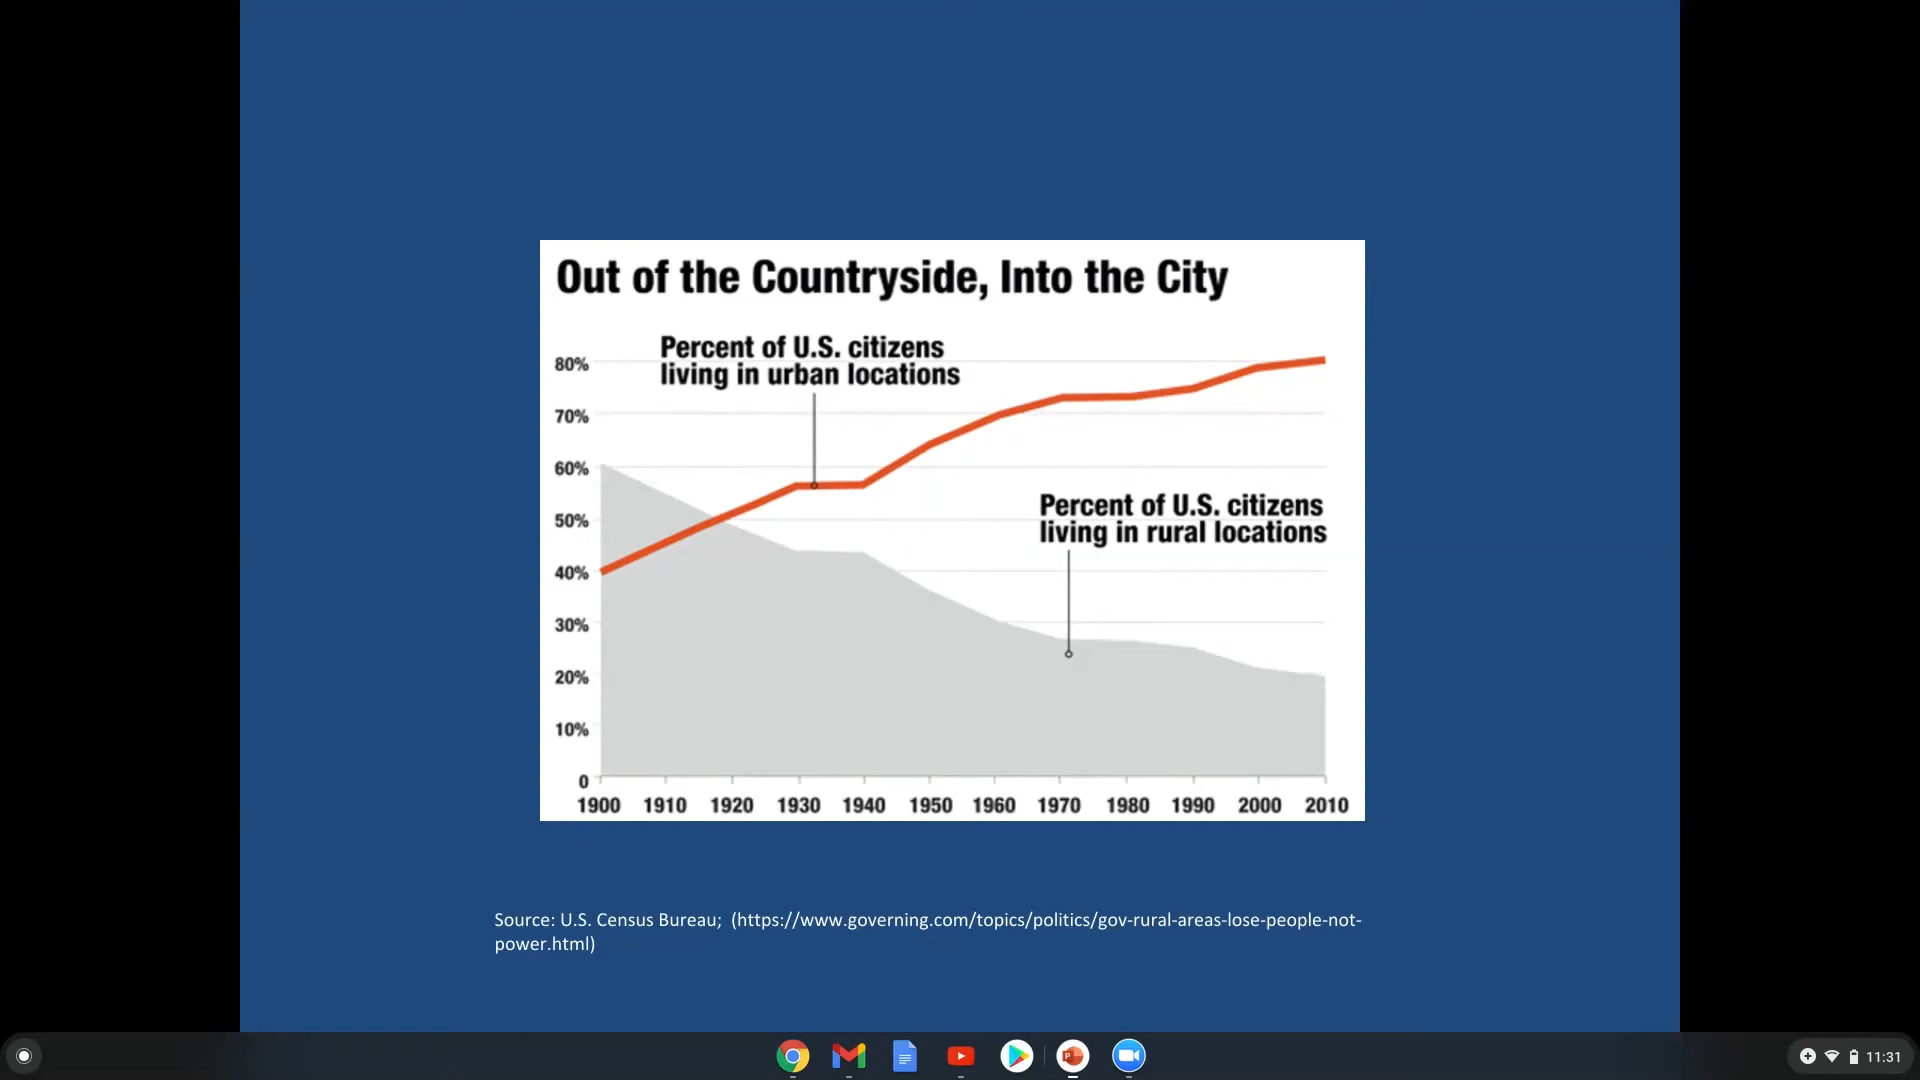 Out of the Countryside, Into the City
Percent of U.S. citizens
living in urban locations
80%
70%
60%
Percent of U.S. citizens
living in rural locations
50%
40%
30%
20%
10%
0
1900 1910 1920 1930 1940 1950 1960 1970 1980 1990 2000 2010
Source: U.S. Census Bureau;  (https://www.governing.com/topics/politics/gov-rural-areas-lose-people-not-
power.html)
P
11:31